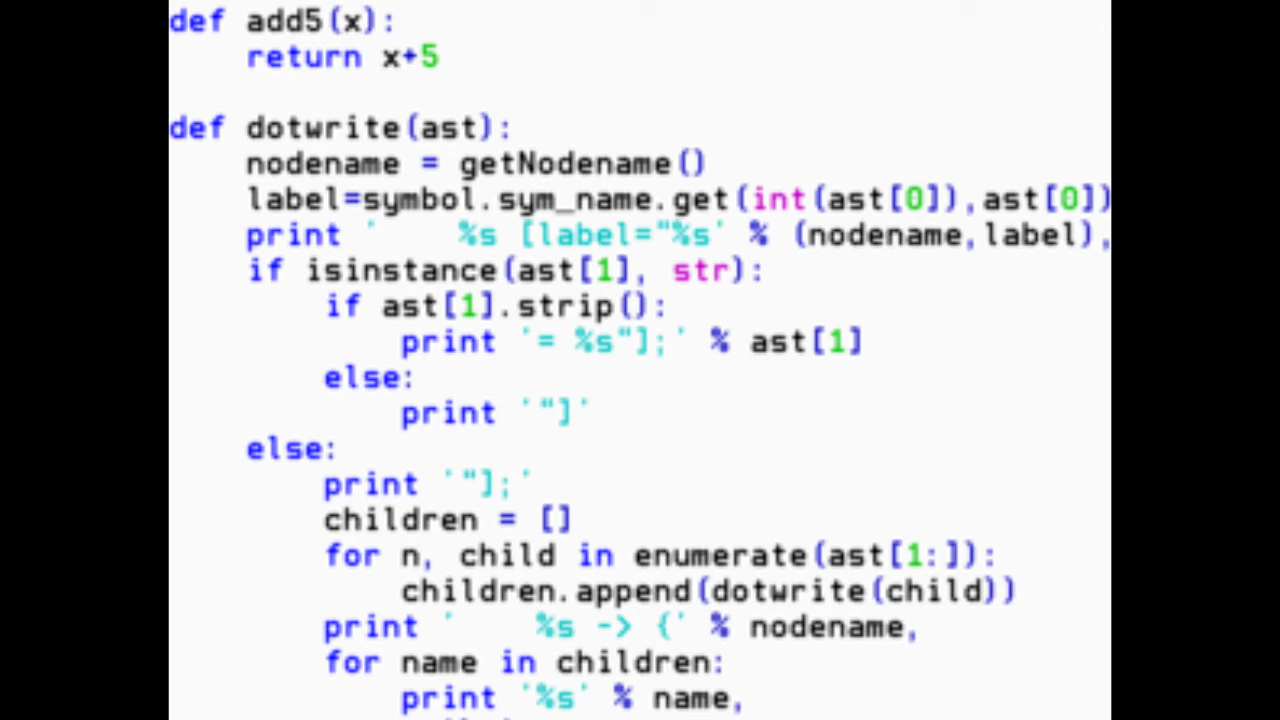 def add5(x):
    return x+5

def dotwrite(ast):
    nodename = getNodename()
    label=symbol.sym_name.get(int(ast[0]),ast[0])
    print '    %s [label="%s' % (nodename,label),
    if isinstance(ast[1], str):
        if ast[1].strip():
            print '= %s"];' % ast[1]
        else:
            print '"]'
    else:
        print '"];'
        children = []
        for n, child in enumerate(ast[1:]):
            children.append(dotwrite(child))
        print '    %s -> {' % nodename,
        for name in children:
            print '%s' % name,